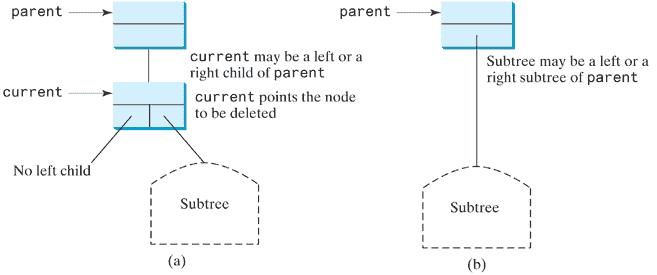 parent
current may be a left or a
right child of parent
current
current points the node
to be deleted
No left child
Subtree
(a)
parent
Subtree may be a left or a
right subtree of parent
Subtree
(b)